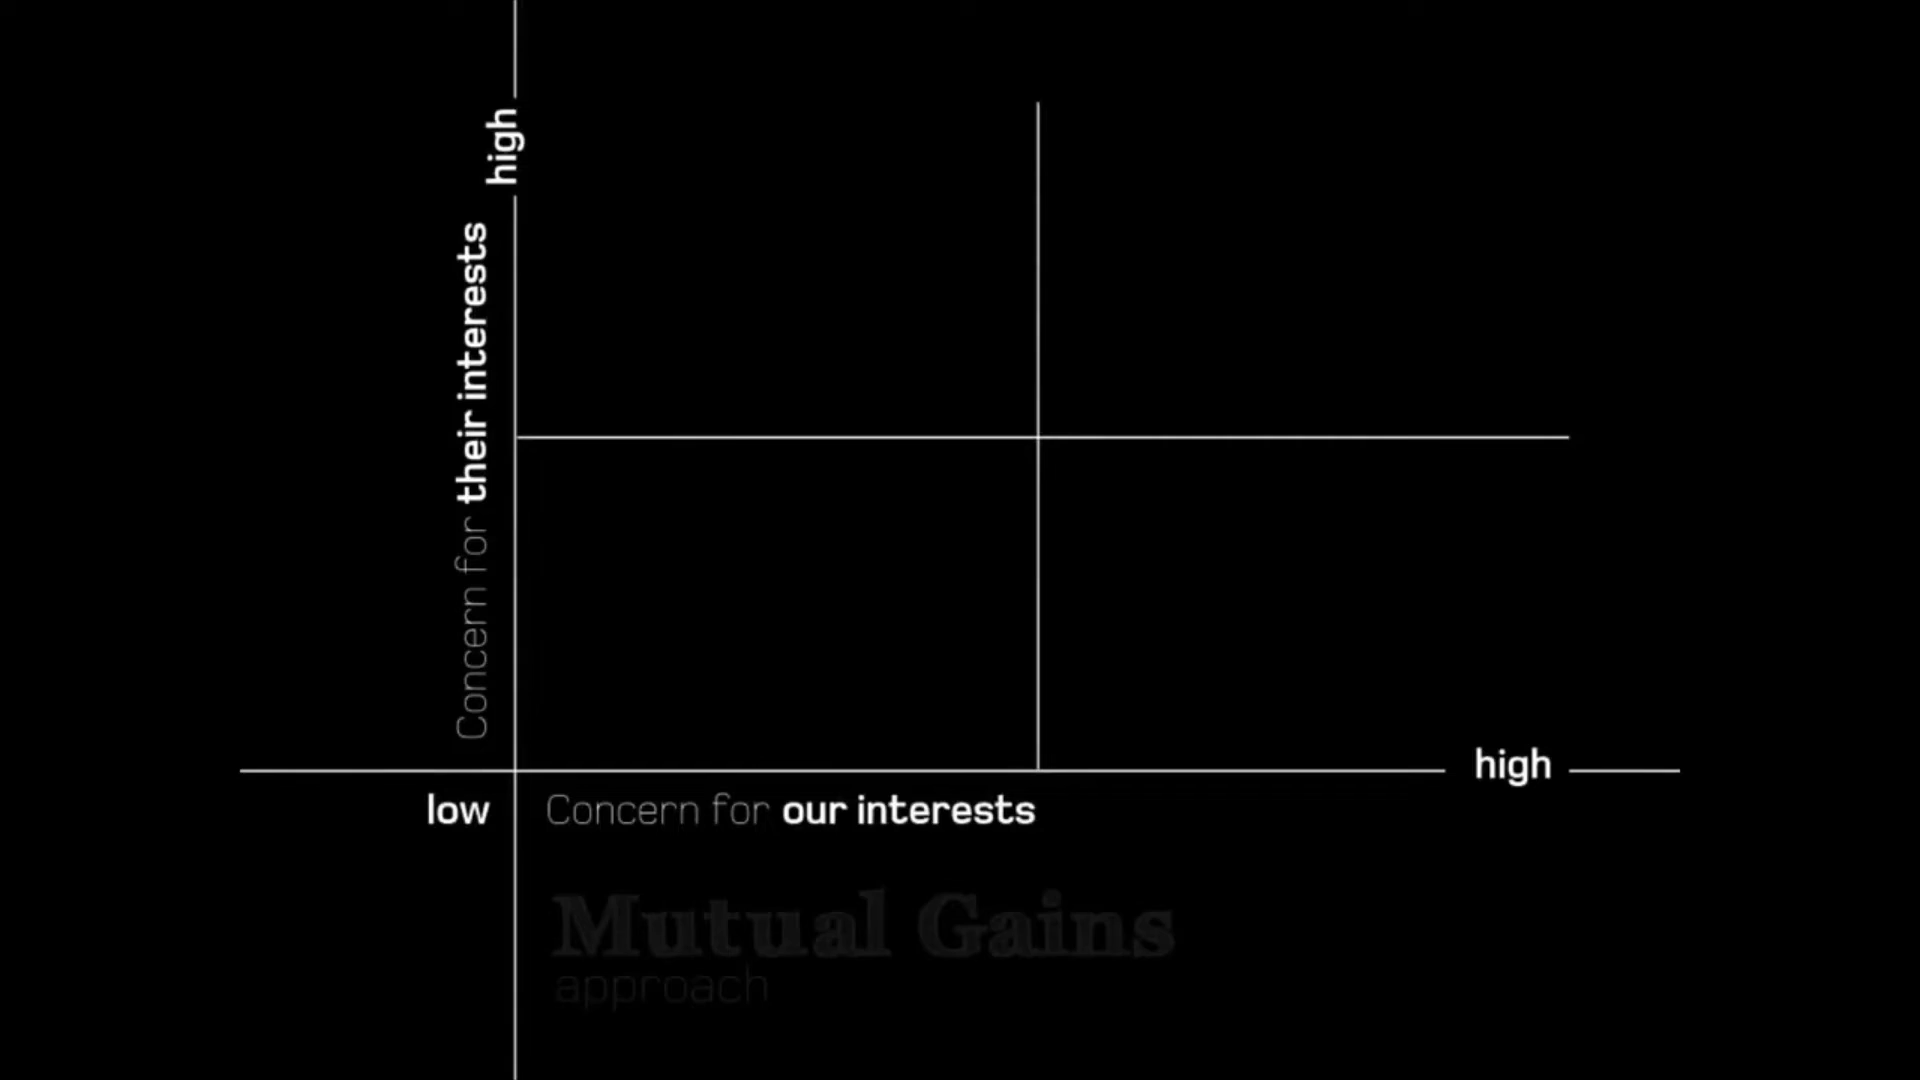 high
Concern for their interests
high
low
Concern for our interests
Mutual Gains
approach